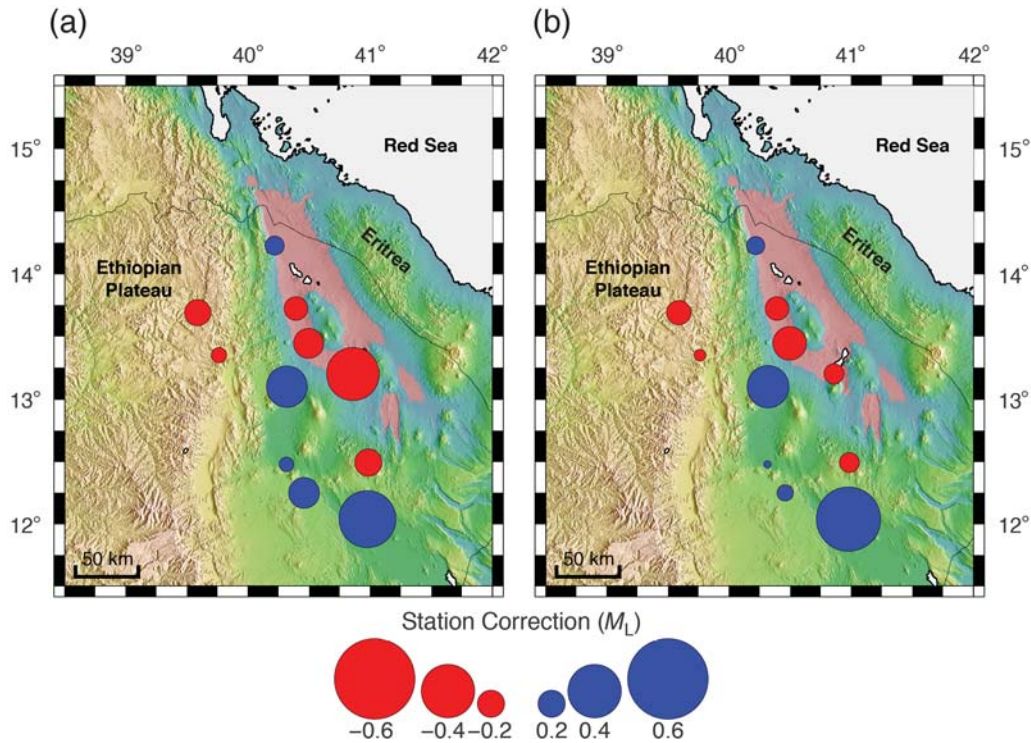 (a)
(b)
39° 40° 41° 42°
39° 40° 41° 42°
15°
14°
13°
12°
15°
14°
13°
12°
Red Sea
Eritrea
Ethiopian
Plateau
50 km
Red Sea
Eritrea
Ethiopian
Plateau
50 km
Station Correction (ML)
−0.6 −0.4 −0.2 0.2 0.4 0.6